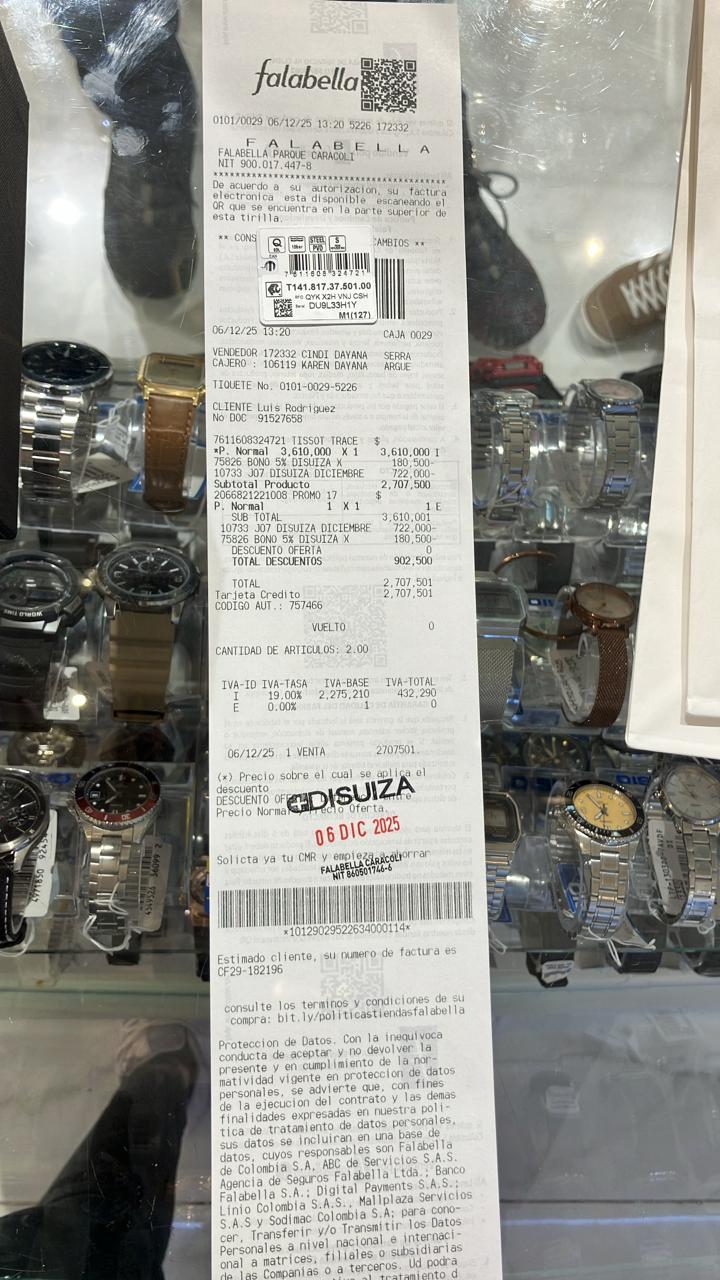 falabella
0101/0029 06/12/25 13:20 5226 172332
F A L A B E L L A
FALABELLA PARQUE CARACOLI
NIT 900.017.447-8
******************************************
De acuerdo a su autorizacion, su factura
electronica esta disponible escaneando el
QR que se encuentra en la parte superior de
esta tirilla.
** CONS CAMBIOS **
STEEL
PVD
7611608324721
T141.817.37.501.00
QYK X2H VNJ CSH
DU9L33H1Y
M1(127)
06/12/25 13:20 CAJA 0029
VENDEDOR 172332 CINDI DAYANA SERRA
CAJERO : 106119 KAREN DAYANA ARGUE
TIQUETE No. 0101-0029-5226
CLIENTE Luis Rodriguez
No DOC 91527658
7611608324721 TISSOT TRACE $
*P. Normal 3,610,000 X 1 3,610,000 I
75826 BONO 5% DISUIZA X 180,500-
10733 J07 DISUIZA DICIEMBRE 722,000-
Subtotal Producto 2,707,500
2066821221008 PROMO 17 $
P. Normal 1 X 1 1 E
SUB TOTAL 3,610,001
10733 J07 DISUIZA DICIEMBRE 722,000-
75826 BONO 5% DISUIZA X 180,500-
DESCUENTO OFERTA 0
TOTAL DESCUENTOS 902,500
TOTAL 2,707,501
Tarjeta Credito 2,707,501
CODIGO AUT.: 757466
VUELTO 0
CANTIDAD DE ARTICULOS: 2.00
IVA-ID IVA-TASA IVA-BASE IVA-TOTAL
I 19.00% 2,275,210 432,290
E 0.00% 1 0
06/12/25 1 VENTA 2707501.
(*) Precio sobre el cual se aplica el
descuento
DESCUENTO OFE
Precio Normal Precio Oferta.
DISUIZA
06 DIC 2025
Solicita ya tu CMR y empieza a ahorrar
FALABELLA CARACOLI
NIT 860501746-6
*10129029522634000114*
Estimado cliente, su numero de factura es
CF29-182196
consulte los terminos y condiciones de su
compra: bit.ly/politicastiendasfalabella
Proteccion de Datos. Con la inequivoca
conducta de aceptar y no devolver la
presente y en cumplimiento de la nor-
matividad vigente en proteccion de datos
personales, se advierte que, con fines
de la ejecucion del contrato y las demas
finalidades expresadas en nuestra poli-
tica de tratamiento de datos personales,
sus datos se incluiran en una base de
datos, cuyos responsables son Falabella
de Colombia S.A, ABC de Servicios S.A.S.
Agencia de Seguros Falabella Ltda.; Banco
Falabella S.A.; Digital Payments S.A.S.;
Linio Colombia S.A.S., Mallplaza Servicios
S.A.S y Sodimac Colombia S.A; para cono-
cer, Transferir y/o Transmitir los Datos
Personales a nivel nacional e internaci-
onal a matrices, filiales o subsidiarias
de las Companias o a terceros. Ud podra
tratamiento d
WORLD TIME